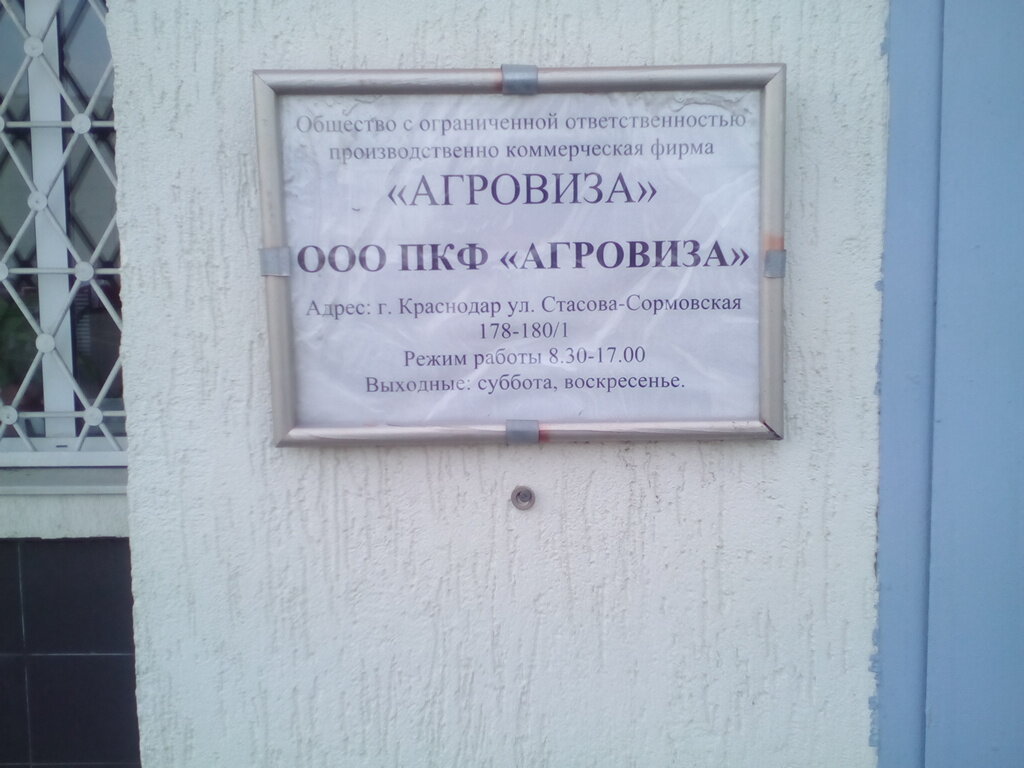 Общество с ограниченной ответственностью
производственно коммерческая фирма
«АГРОВИЗА»
ООО ПКФ «АГРОВИЗА»
Адрес: г. Краснодар ул. Стасова-Сормовская
178-180/1
Режим работы 8.30-17.00
Выходные: суббота, воскресенье.